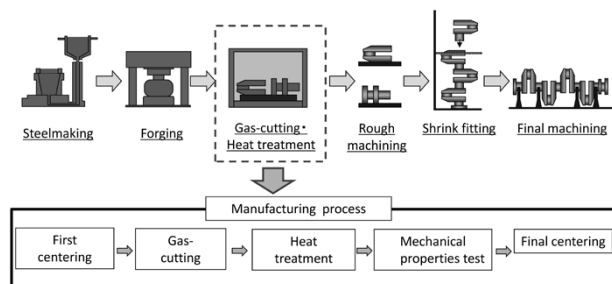 Steelmaking
Forging
Gas-cutting・
Heat treatment
Rough
machining
Shrink fitting
Final machining
Manufacturing process
First
centering
Gas-
cutting
Heat
treatment
Mechanical
properties test
Final centering